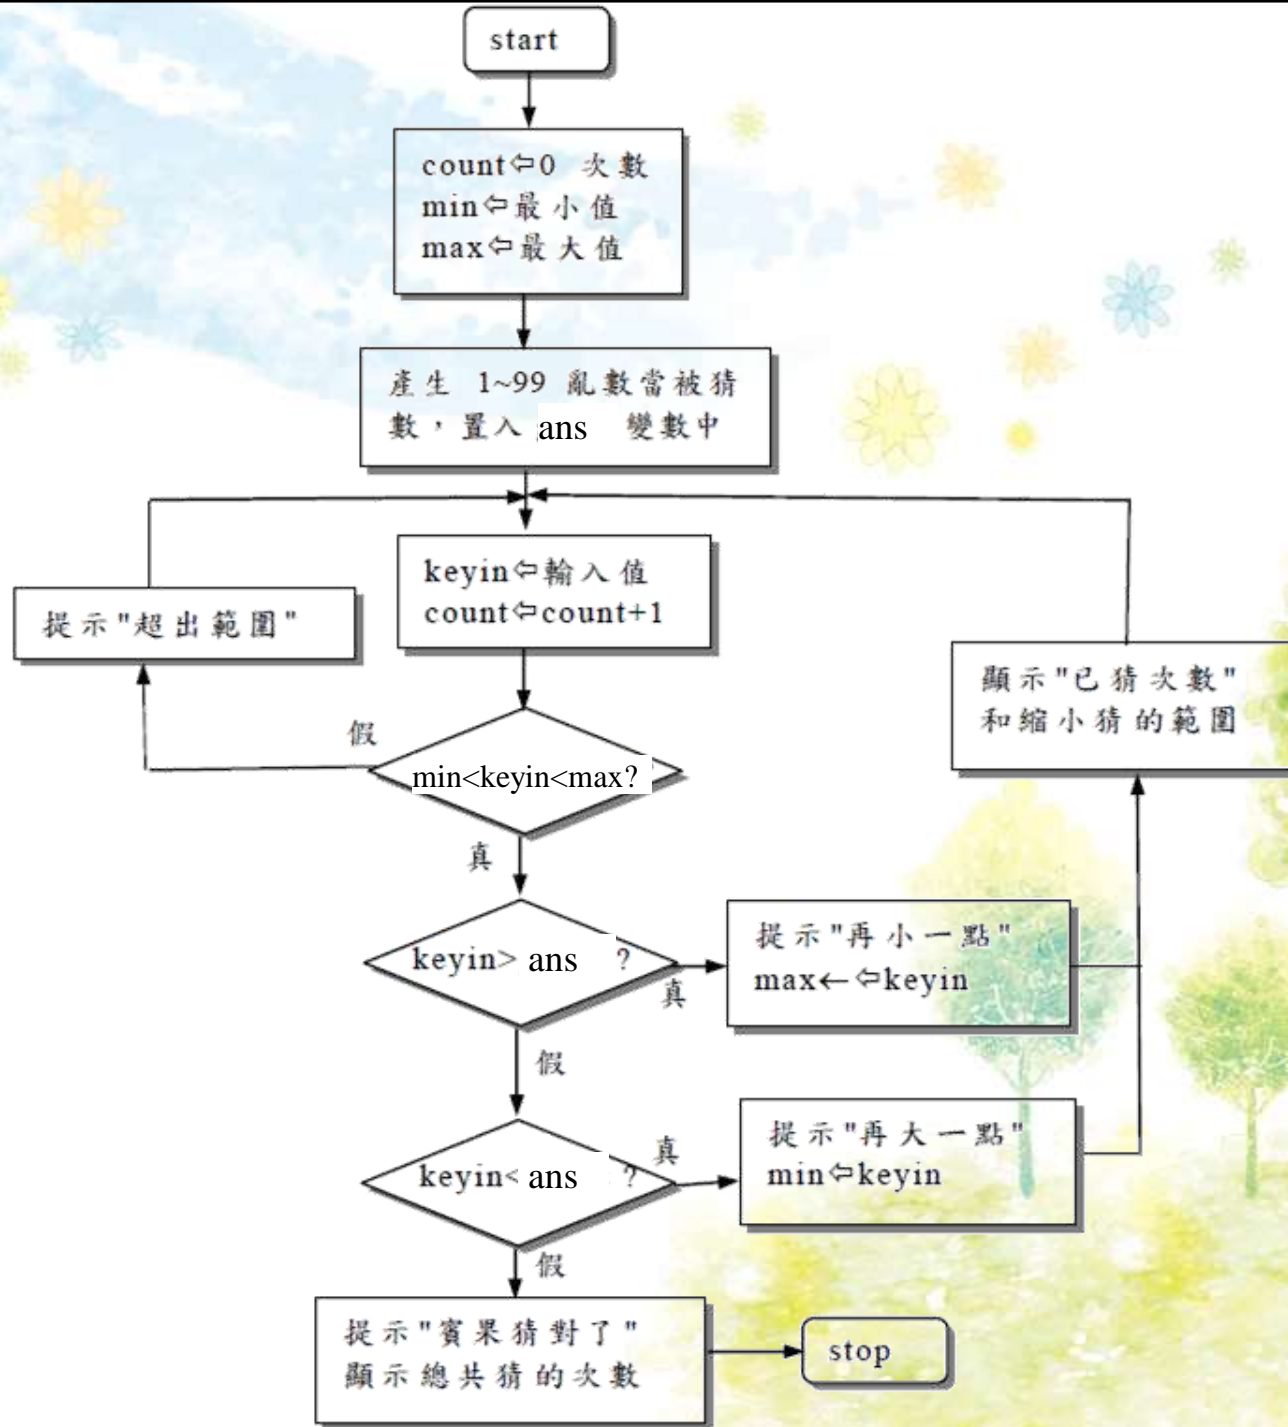 start
count⇦0 次數
min⇦最小值
max⇦最大值
產生 1~99 亂數當被猜
數，置入 ans 變數中
keyin⇦輸入值
count⇦count+1
提示"超出範圍"
顯示"已猜次數"
和縮小猜的範圍
假
min<keyin<max?
真
keyin> ans ?
真
提示"再小一點"
max←⇦keyin
假
keyin< ans ?
真
提示"再大一點"
min⇦keyin
假
提示"賓果猜對了"
顯示總共猜的次數
stop